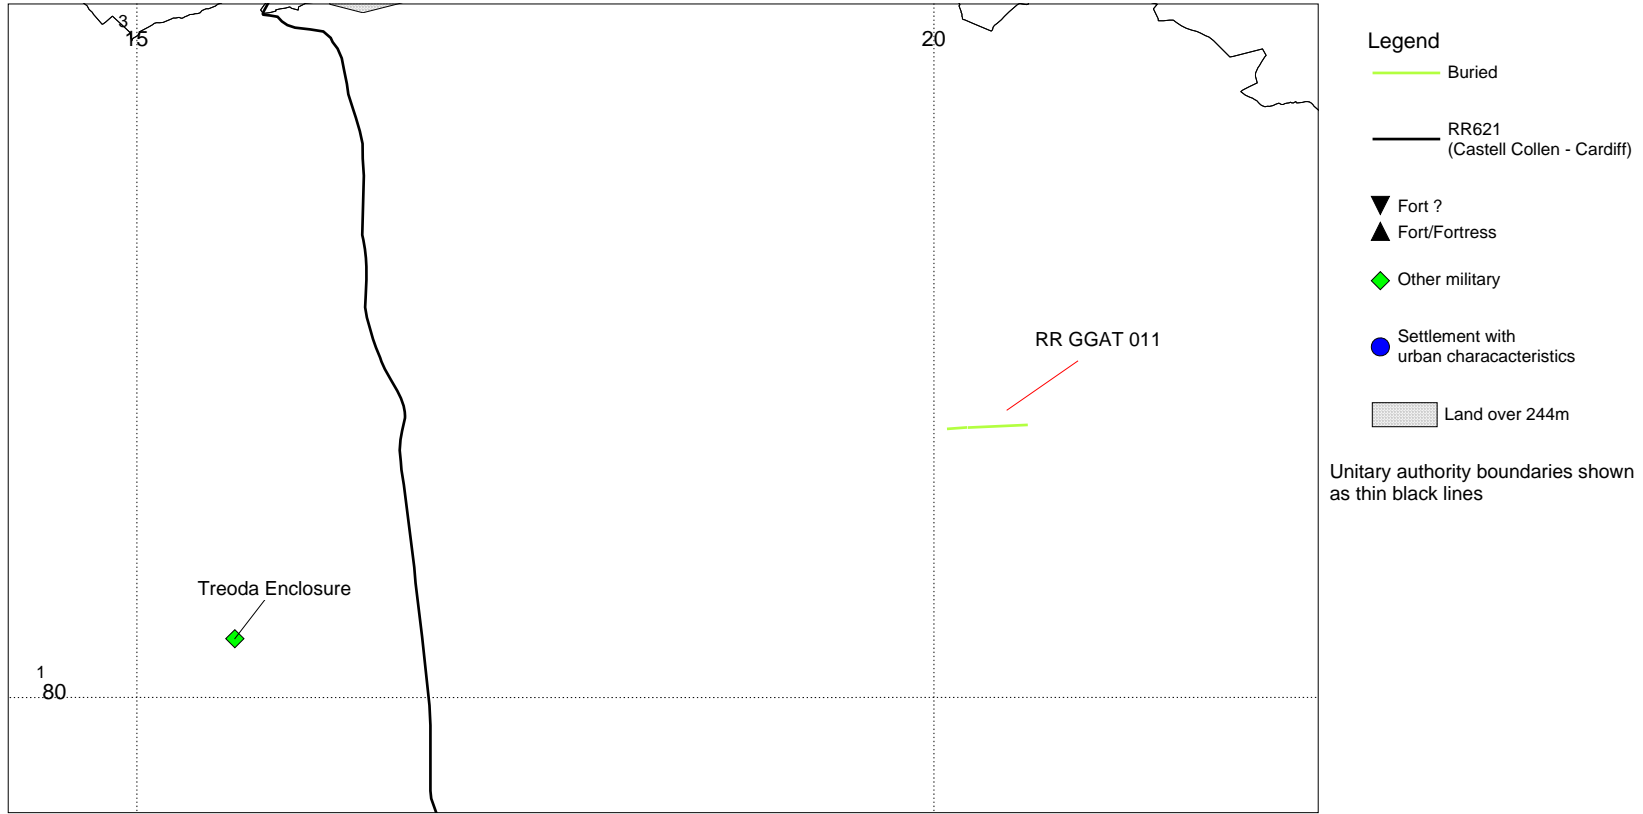 3
15
20
RR GGAT 011
Treoda Enclosure
1
80
Legend
Buried
RR621
(Castell Collen - Cardiff)
Fort ?
Fort/Fortress
Other military
Settlement with
urban characacteristics
Land over 244m
Unitary authority boundaries shown
as thin black lines